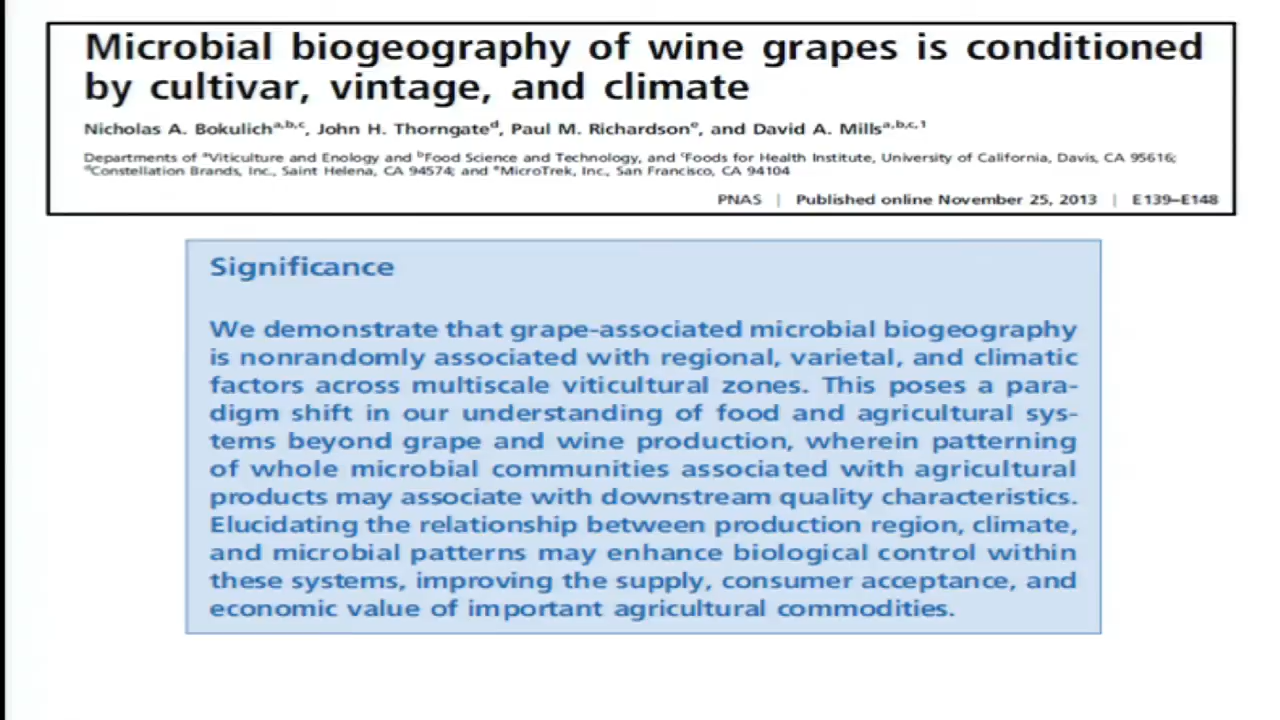 Microbial biogeography of wine grapes is conditioned
by cultivar, vintage, and climate
Nicholas A. Bokulichᵃ,ᵇ,ᶜ, John H. Thorngateᵈ, Paul M. Richardsonᵉ, and David A. Millsᵃ,ᵇ,ᶜ,¹
Departments of ᵃViticulture and Enology and ᵇFood Science and Technology, and ᶜFoods for Health Institute, University of California, Davis, CA 95616;
ᵈConstellation Brands, Inc., Saint Helena, CA 94574; and ᵉMicroTrek, Inc., San Francisco, CA 94104
PNAS | Published online November 25, 2013 | E139–E148
Significance
We demonstrate that grape-associated microbial biogeography
is nonrandomly associated with regional, varietal, and climatic
factors across multiscale viticultural zones. This poses a para-
digm shift in our understanding of food and agricultural sys-
tems beyond grape and wine production, wherein patterning
of whole microbial communities associated with agricultural
products may associate with downstream quality characteristics.
Elucidating the relationship between production region, climate,
and microbial patterns may enhance biological control within
these systems, improving the supply, consumer acceptance, and
economic value of important agricultural commodities.